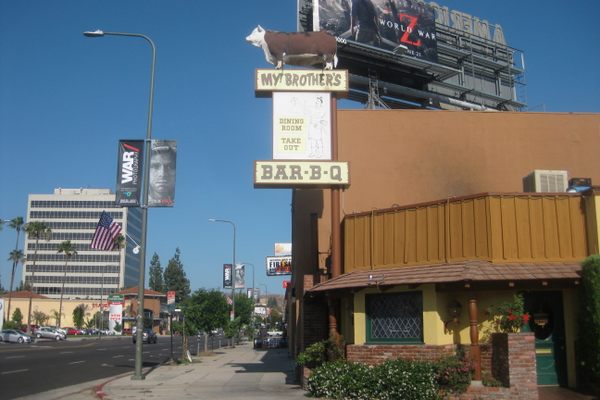 WORLD WAR
Z
MY BROTHER'S
DINING
ROOM
TAKE
OUT
BAR-B-Q
WAR/